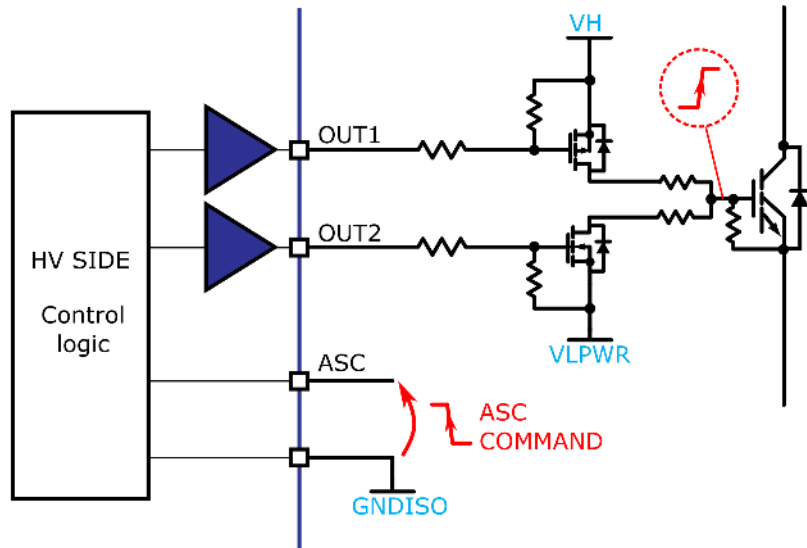 VH
OUT1
OUT2
HV SIDE
Control
logic
VLPWR
ASC
ASC
COMMAND
GNDISO